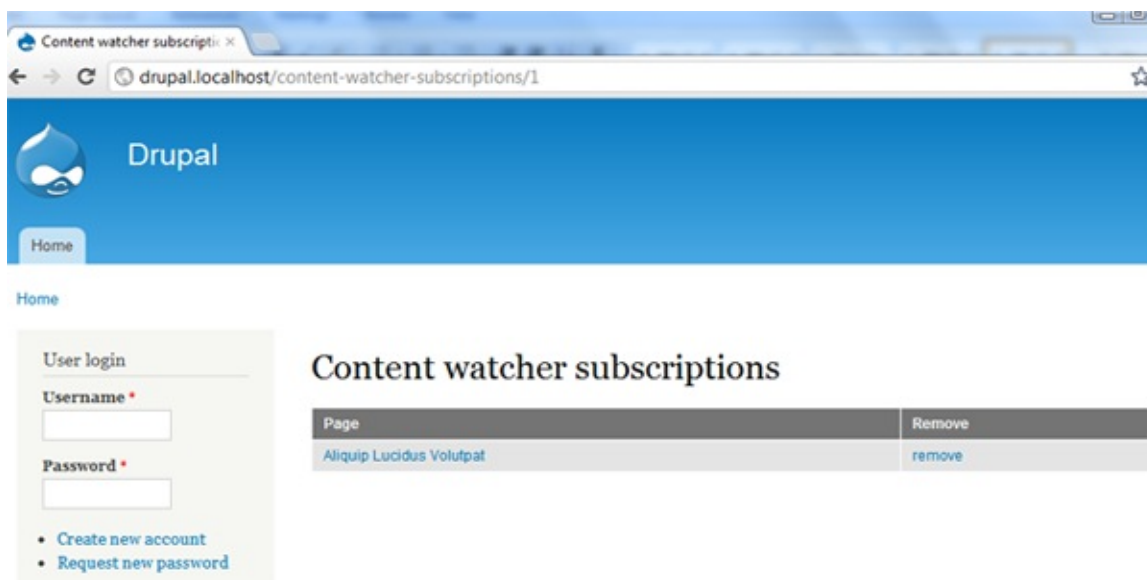 Content watcher subscripti
drupal.localhost/content-watcher-subscriptions/1
Drupal
Home
Home
User login
Username *
Password *
Create new account
Request new password
Content watcher subscriptions
Page Remove
Aliquip Lucidus Volutpat remove